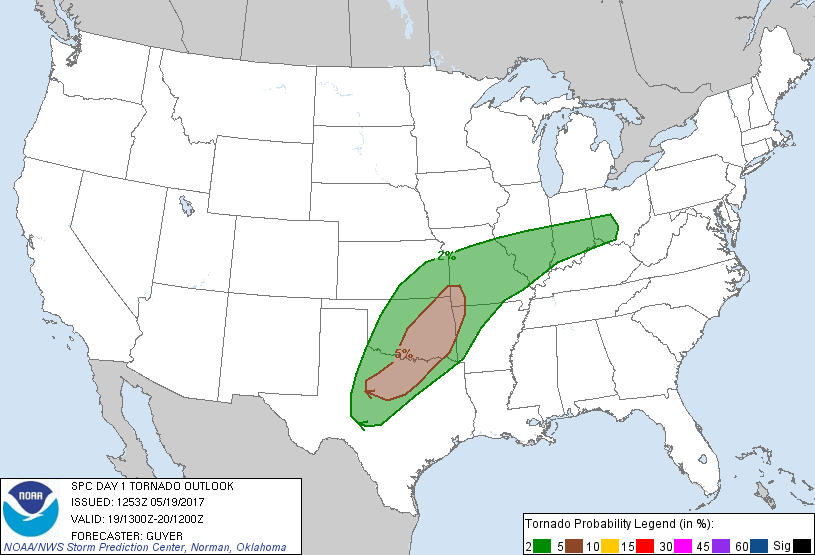 2%
5%
NOAA
SPC DAY 1 TORNADO OUTLOOK
ISSUED: 1253Z 05/19/2017
VALID: 19/1300Z-20/1200Z
FORECASTER: GUYER
NOAA/NWS Storm Prediction Center, Norman, Oklahoma
Tornado Probability Legend (in %):
2 5 10 15 30 45 60 Sig